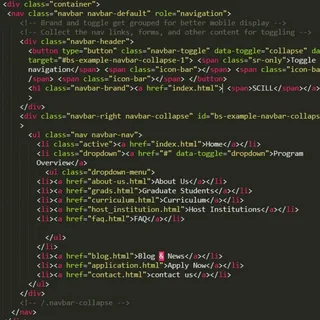 <div class="container">
<nav class="navbar navbar-default" role="navigation">
<!-- Brand and toggle get grouped for better mobile display -->
<!-- Collect the nav links, forms, and other content for toggling -->
<div class="navbar-header">
<button type="button" class="navbar-toggle" data-toggle="collapse" da
target="#bs-example-navbar-collapse-1"> <span class="sr-only">Toggle
navigation</span> <span class="icon-bar"></span> <span class="icon-ba
/span> <span class="icon-bar"></span> </button>
<h1 class="navbar-brand"><a href="index.html"> <span>SCILL</span></a>
</div>
<div class="navbar-right navbar-collapse" id="bs-example-navbar-collaps
>
<ul class="nav navbar-nav">
<li class="active"><a href="index.html">Home</a></li>
<li class="dropdown"><a href="#" data-toggle="dropdown">Program
Overview</a>
<ul class="dropdown-menu">
<li><a href="about-us.html">About Us</a></li>
<li><a href="grads.html">Graduate Students</a></li>
<li><a href="curriculum.html">Curriculum</a></li>
<li><a href="host_institution.html">Host Institutions</a></li>
<li><a href="faq.html">FAQ</a></li>
</ul>
</li>
<li><a href="blog.html">Blog & News</a></li>
<li><a href="application.html">Apply Now</a></li>
<li><a href="contact.html">contact us</a></li>
</ul>
</div>
<!-- /.navbar-collapse -->
</nav>